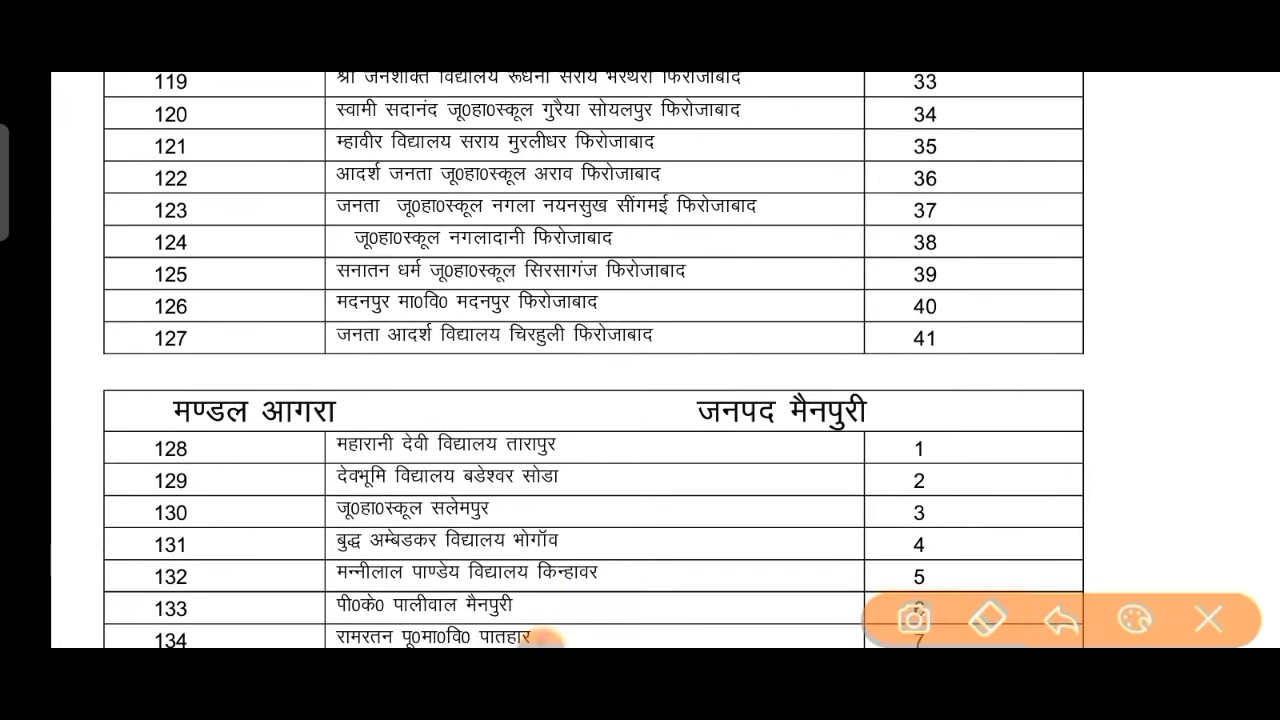 119 श्री जनशक्ति विद्यालय रूधनी सराय भरथरा फिरोजाबाद 33
120 स्वामी सदानंद जू0हा0स्कूल गुरैया सोयलपुर फिरोजाबाद 34
121 म्हावीर विद्यालय सराय मुरलीधर फिरोजाबाद 35
122 आदर्श जनता जू0हा0स्कूल अराव फिरोजाबाद 36
123 जनता जू0हा0स्कूल नगला नयनसुख सींगमई फिरोजाबाद 37
124 जू0हा0स्कूल नगलादानी फिरोजाबाद 38
125 सनातन धर्म जू0हा0स्कूल सिरसागंज फिरोजाबाद 39
126 मदनपुर मा0वि0 मदनपुर फिरोजाबाद 40
127 जनता आदर्श विद्यालय चिरहुली फिरोजाबाद 41
मण्डल आगरा जनपद मैनपुरी
128 महारानी देवी विद्यालय तारापुर 1
129 देवभूमि विद्यालय बडेश्वर सोडा 2
130 जू0हा0स्कूल सलेमपुर 3
131 बुद्ध अम्बेडकर विद्यालय भोगॉव 4
132 मन्नीलाल पाण्डेय विद्यालय किन्हावर 5
133 पी0के0 पालीवाल मैनपुरी
134 रामरतन पू0मा0वि0 पातहार 7